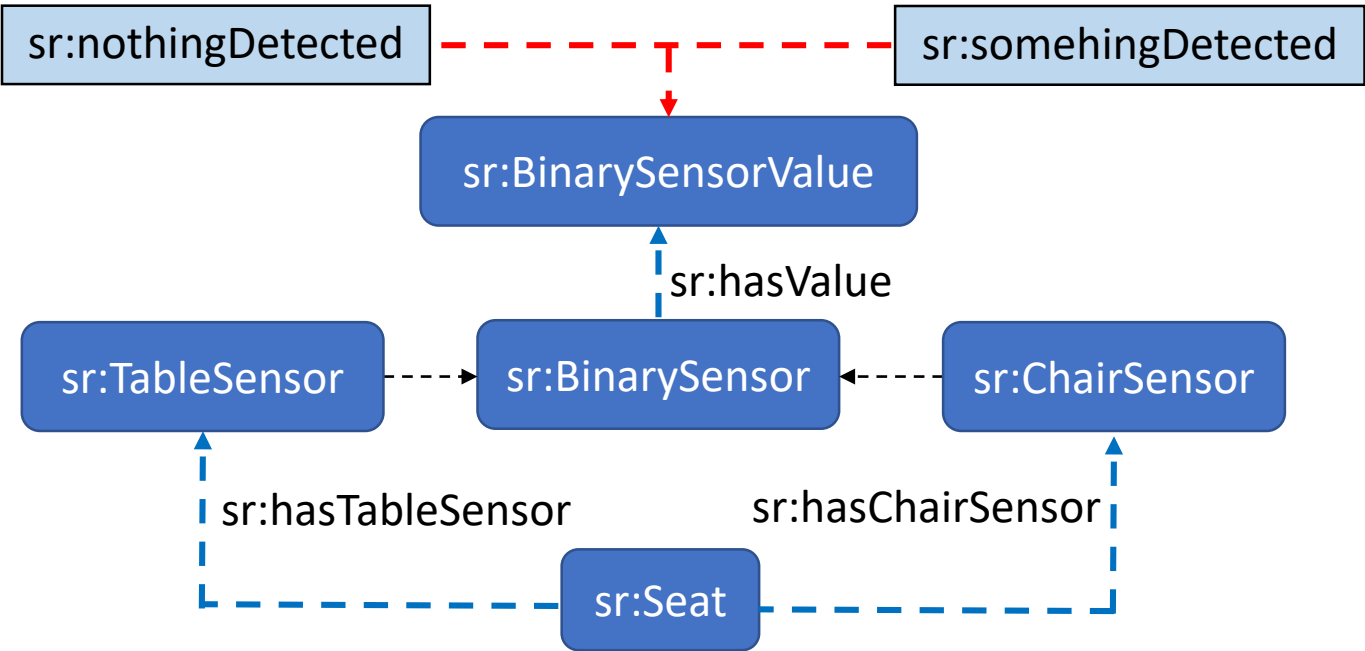 sr:nothingDetected
sr:somehingDetected
sr:BinarySensorValue
sr:hasValue
sr:TableSensor
sr:BinarySensor
sr:ChairSensor
sr:hasTableSensor
sr:hasChairSensor
sr:Seat